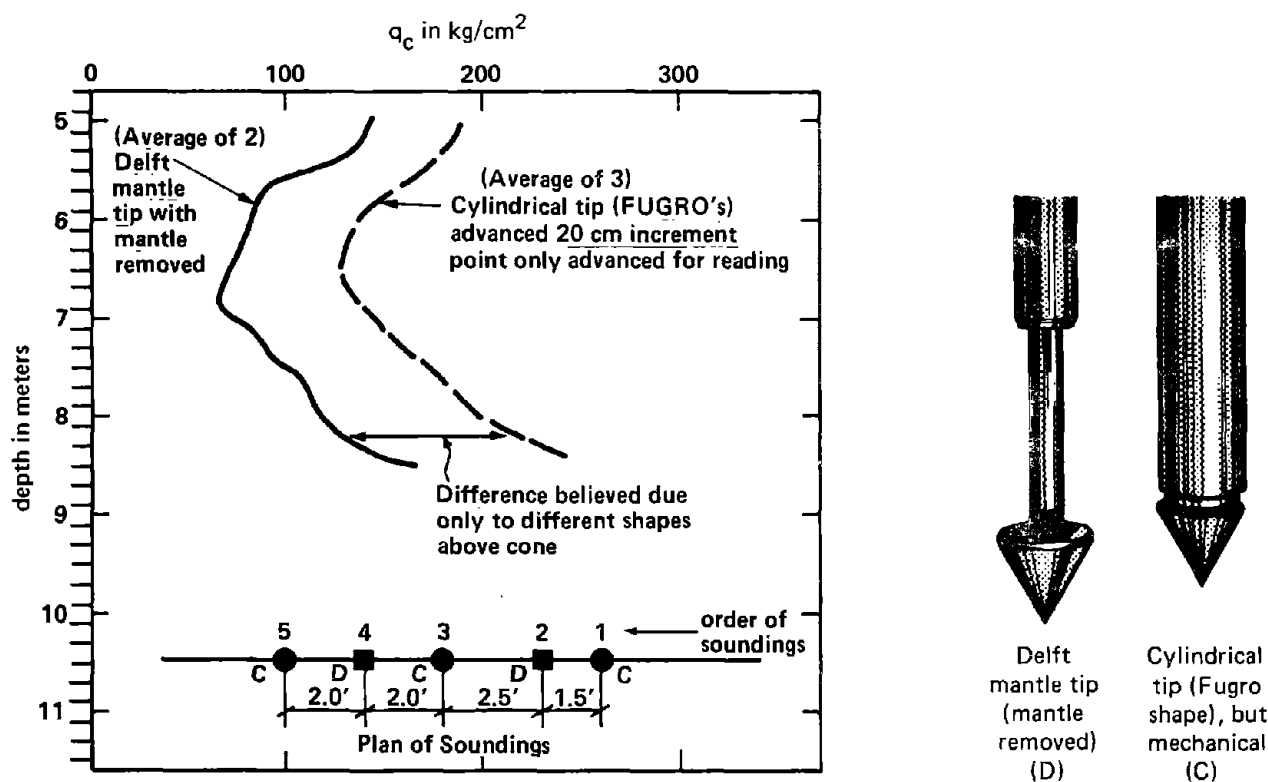 q_c in kg/cm²
0 100 200 300
depth in meters
5
6
7
8
9
10
11
(Average of 2)
Delft
mantle
tip with
mantle
removed
(Average of 3)
Cylindrical tip (FUGRO's)
advanced 20 cm increment
point only advanced for reading
Difference believed due
only to different shapes
above cone
5 4 3 2 1
order of
soundings
C D C D C
2.0' 2.0' 2.5' 1.5'
Plan of Soundings
Delft
mantle tip
(mantle
removed)
(D)
Cylindrical
tip (Fugro
shape), but
mechanical
(C)